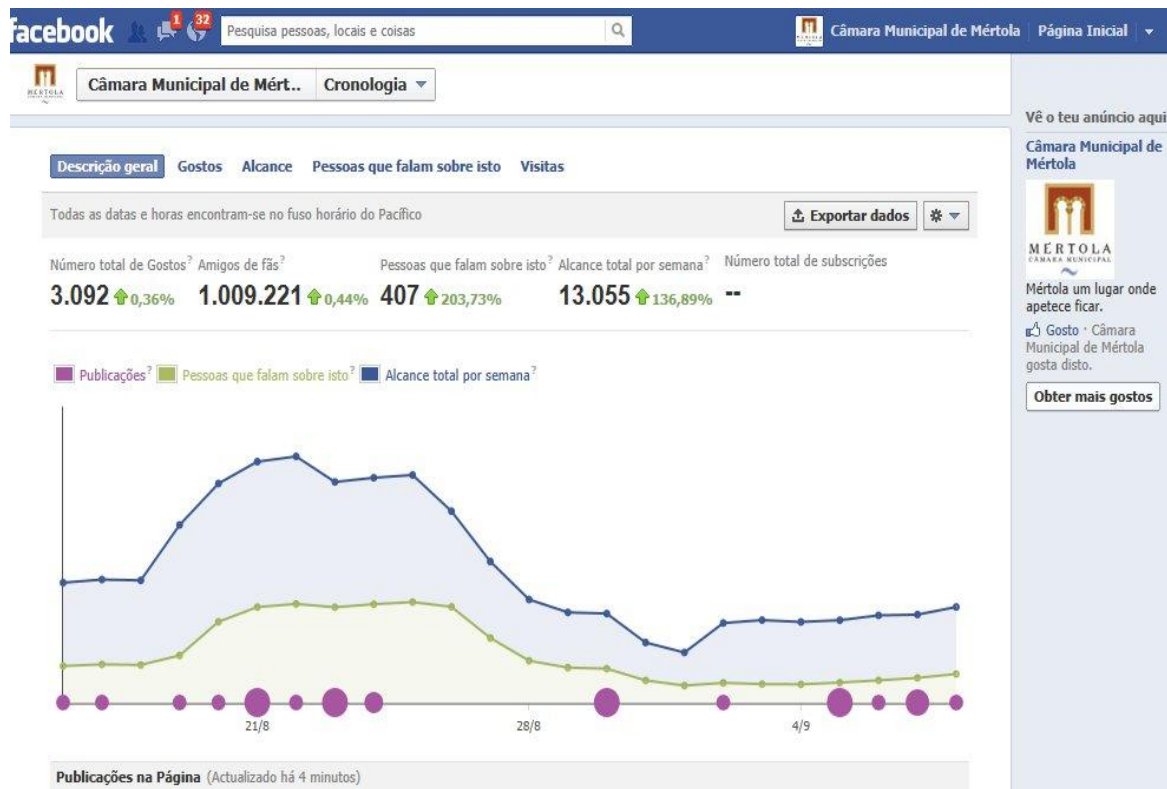 facebook
1
32
Pesquisa pessoas, locais e coisas
Câmara Municipal de Mértola
Página Inicial
MÉRTOLA
Câmara Municipal de Mért..
Cronologia
Descrição geral Gostos Alcance Pessoas que falam sobre isto Visitas
Todas as datas e horas encontram-se no fuso horário do Pacífico
Exportar dados
Número total de Gostos? Amigos de fãs? Pessoas que falam sobre isto? Alcance total por semana? Número total de subscrições
3.092 0,36% 1.009.221 0,44% 407 203,73% 13.055 136,89% --
Publicações? Pessoas que falam sobre isto? Alcance total por semana?
21/8 28/8 4/9
Publicações na Página (Actualizado há 4 minutos)
Vê o teu anúncio aqui
Câmara Municipal de
Mértola
MÉRTOLA
CÂMARA MUNICIPAL
Mértola um lugar onde
apetece ficar.
Gosto · Câmara
Municipal de Mértola
gosta disto.
Obter mais gostos